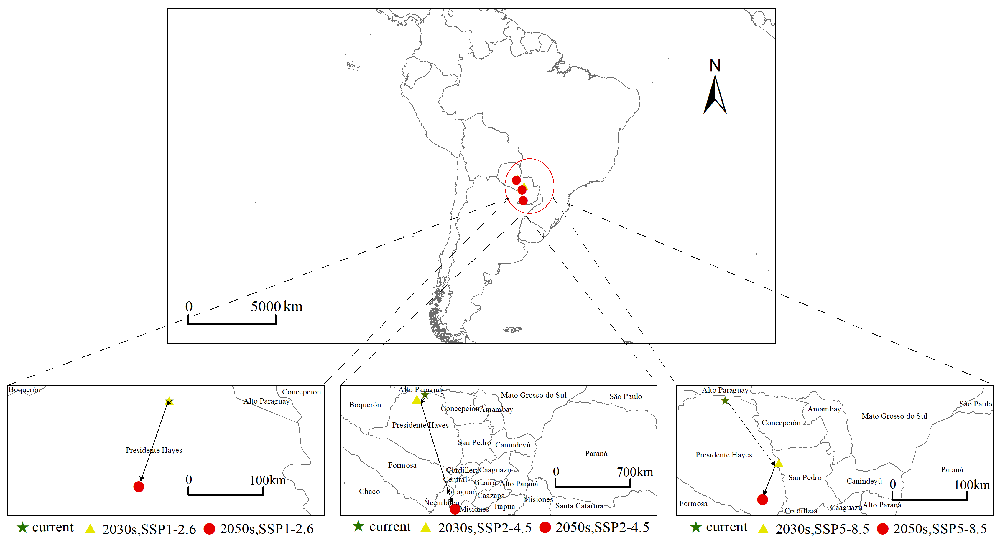 N
0 5000 km
Boquerón
Concepción
Alto Paraguay
Presidente Hayes
0 100km
Alto Paraguay
Mato Grosso do Sul
São Paulo
Boquerón
Concepción
Amambay
Presidente Hayes
San Pedro
Canindeyú
Paraná
Formosa
Cordillera
Caaguazú
0 700km
Central
Guairá
Alto Paraná
Chaco
Paraguarí
Caazapá
Misiones
Ñeembucú
Misiones
Itapúa
Santa Catarina
Alto Paraguay
São Paulo
Amambay
Mato Grosso do Sul
Concepción
Presidente Hayes
Paraná
San Pedro
Canindeyú
0 100km
Formosa
Cordillera
Caaguazú
Alto Paraná
current 2030s,SSP1-2.6 2050s,SSP1-2.6
current 2030s,SSP2-4.5 2050s,SSP2-4.5
current 2030s,SSP5-8.5 2050s,SSP5-8.5